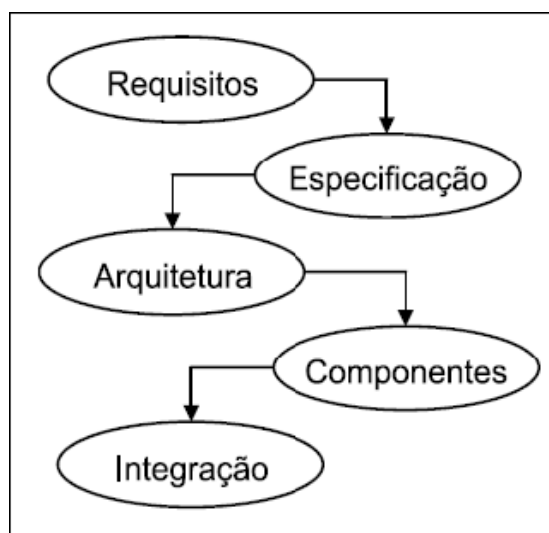 Requisitos
Especificação
Arquitetura
Componentes
Integração